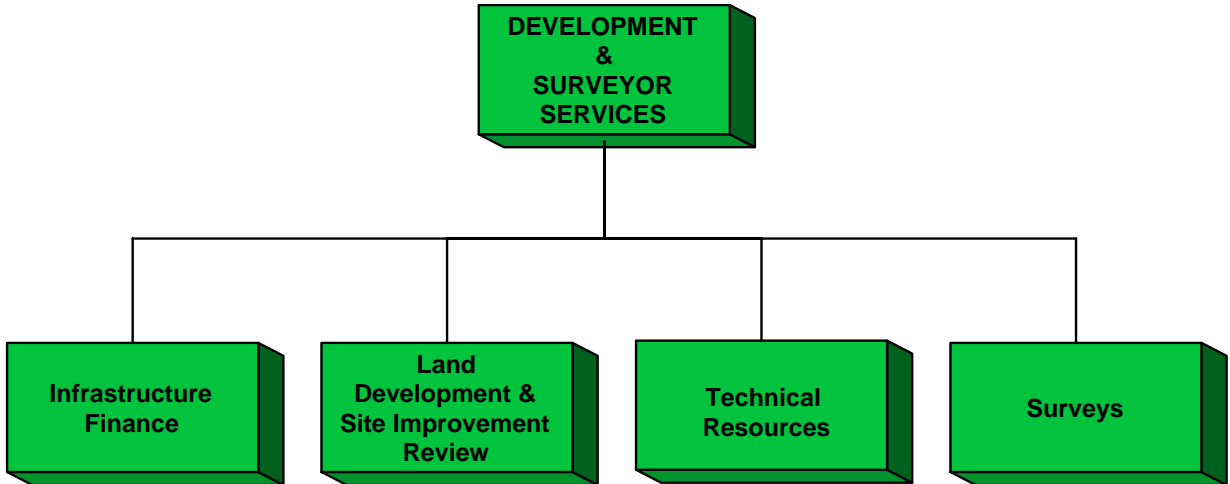 DEVELOPMENT
&
SURVEYOR
SERVICES
Infrastructure
Finance
Land
Development &
Site Improvement
Review
Technical
Resources
Surveys